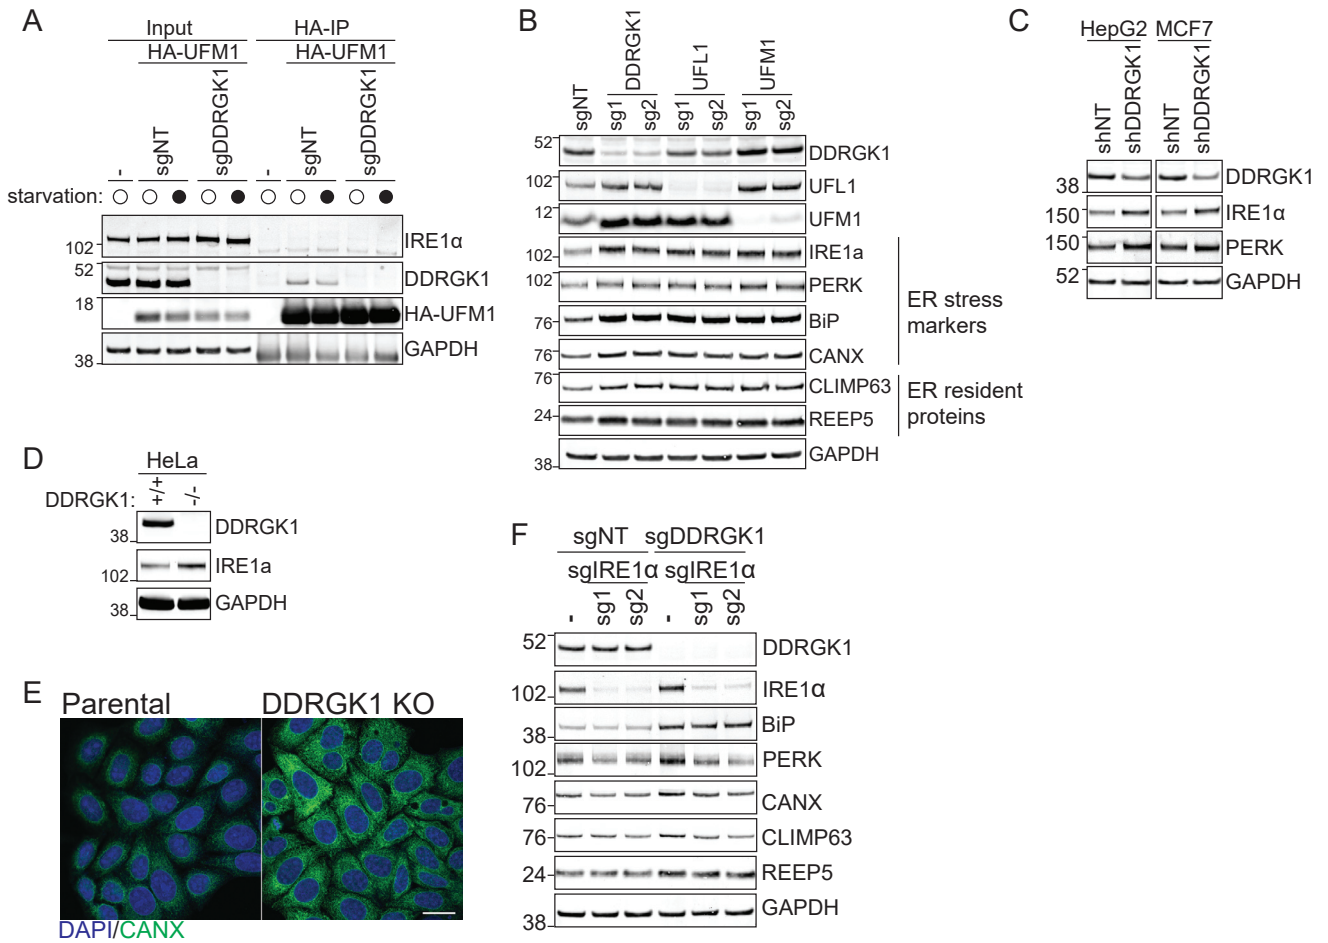 A
Input
HA-IP
HA-UFM1
HA-UFM1
-
sgNT
sgDDRGK1
-
sgNT
sgDDRGK1
starvation:
102
IRE1α
52
DDRGK1
18
HA-UFM1
38
GAPDH
B
sgNT
DDRGK1
UFL1
UFM1
sg1
sg2
sg1
sg2
sg1
sg2
52
DDRGK1
102
UFL1
12
UFM1
102
IRE1a
102
PERK
76
BiP
76
CANX
ER stress
markers
76
CLIMP63
24
REEP5
ER resident
proteins
38
GAPDH
C
HepG2
MCF7
shNT
shDDRGK1
shNT
shDDRGK1
38
DDRGK1
150
IRE1α
150
PERK
52
GAPDH
D
HeLa
DDRGK1:
+/+
-/-
38
DDRGK1
102
IRE1a
38
GAPDH
E
Parental
DDRGK1 KO
DAPI/CANX
F
sgNT
sgDDRGK1
sgIRE1α
sgIRE1α
-
sg1
sg2
-
sg1
sg2
52
DDRGK1
102
IRE1α
38
BiP
102
PERK
76
CANX
76
CLIMP63
24
REEP5
38
GAPDH